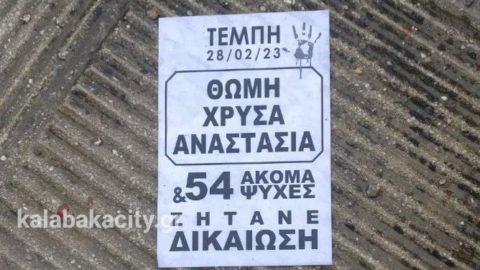 ΤΕΜΠΗ
28/02/23
ΘΩΜΗ
ΧΡΥΣΑ
ΑΝΑΣΤΑΣΙΑ
&54 ΑΚΟΜΑ
ΨΥΧΕΣ
ΖΗΤΑΝΕ
ΔΙΚΑΙΩΣΗ
kalabakacity.gr